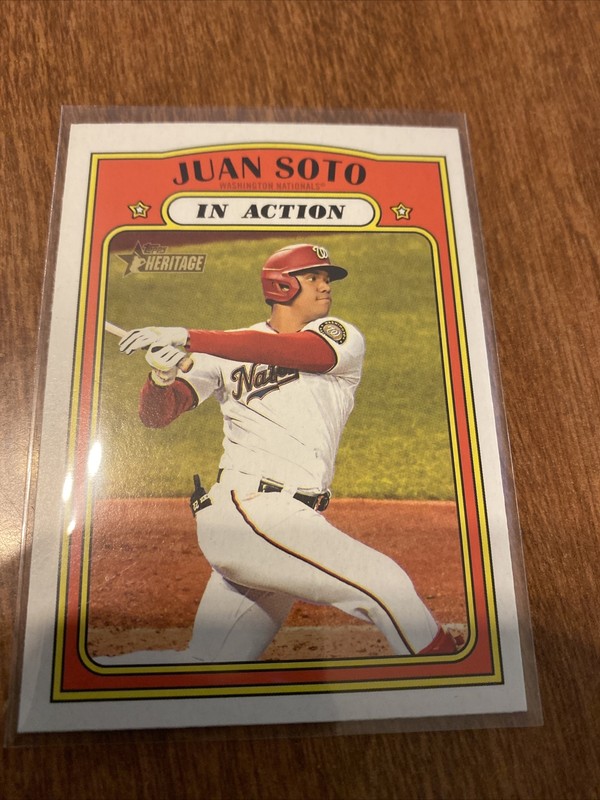 JUAN SOTO
WASHINGTON NATIONALS®
IN ACTION
Topps
HERITAGE
W
Nats